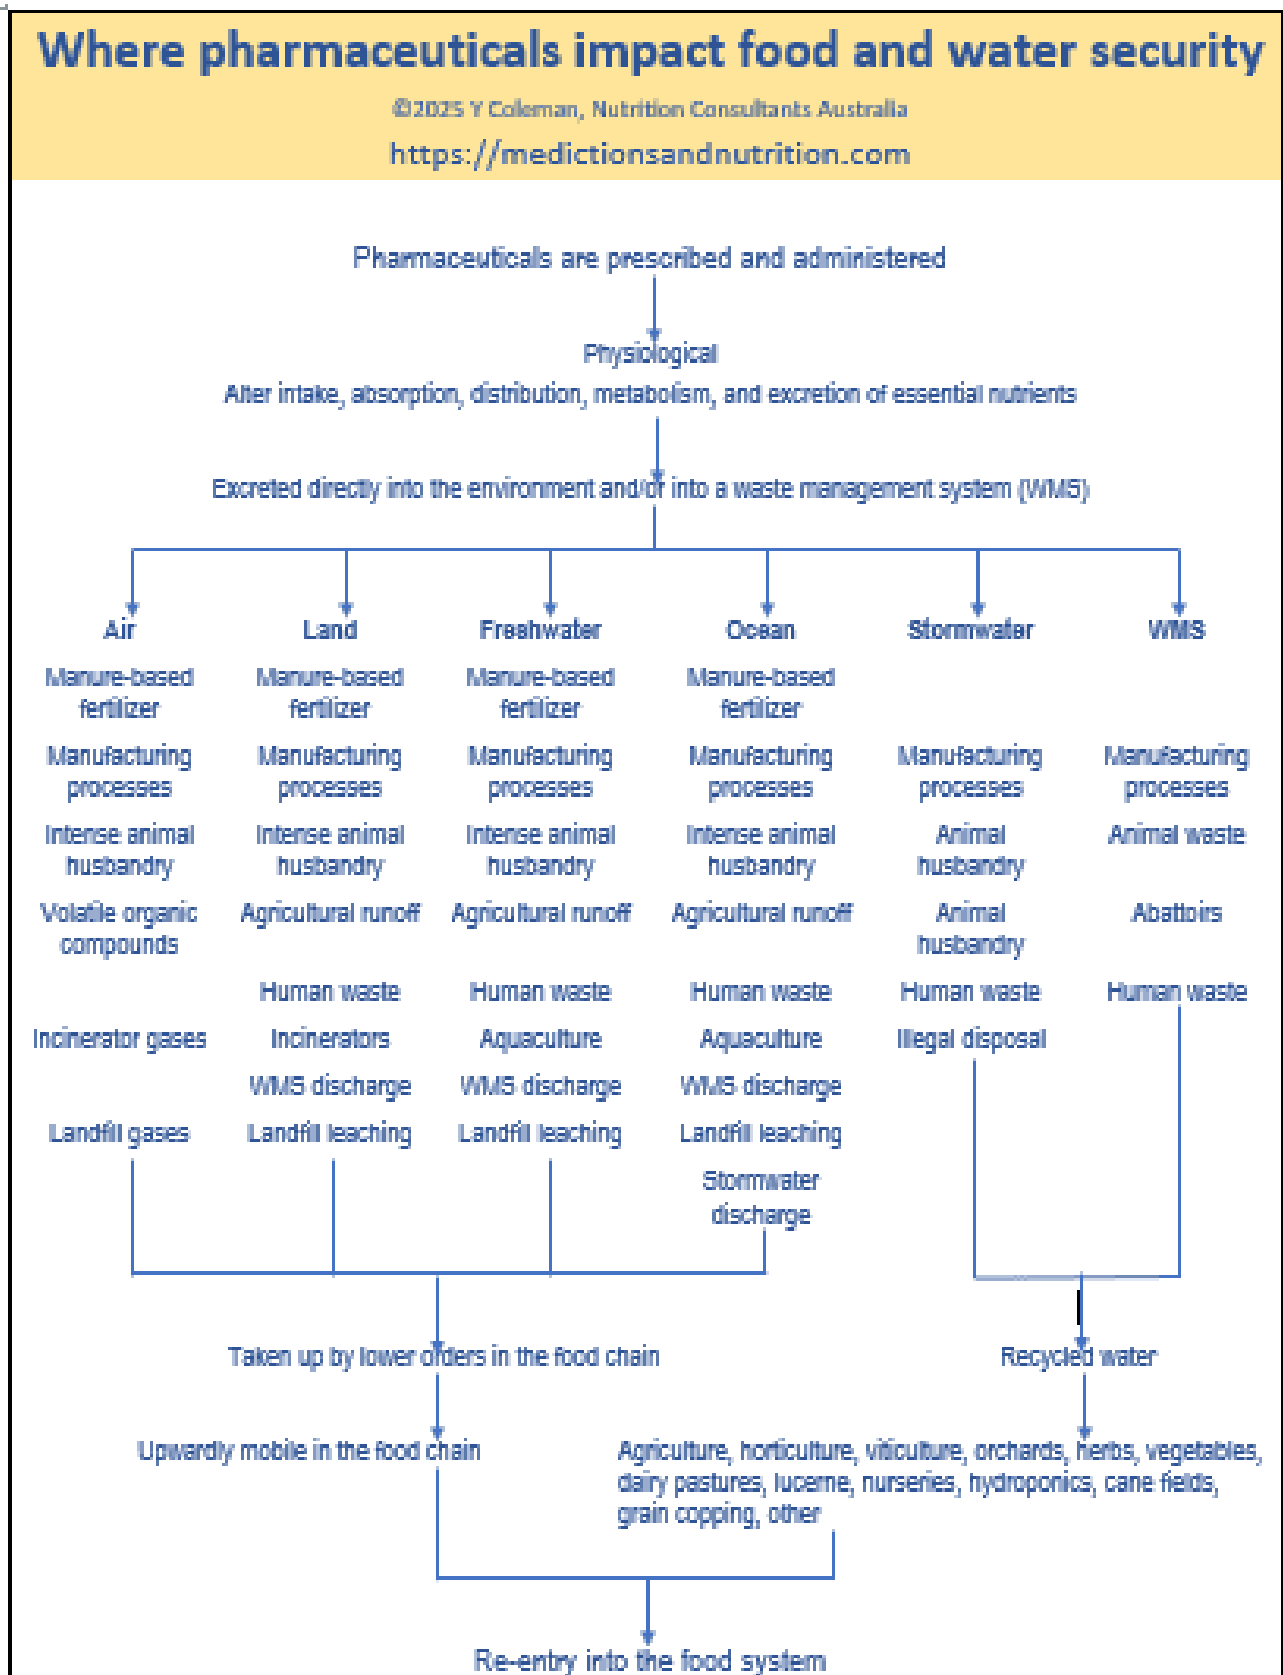 Where pharmaceuticals impact food and water security
©2025 Y Coleman, Nutrition Consultants Australia
https://medictionsandnutrition.com
Pharmaceuticals are prescribed and administered
Physiological
Alter intake, absorption, distribution, metabolism, and excretion of essential nutrients
Excreted directly into the environment and/or into a waste management system (WMS)
Air
Land
Freshwater
Ocean
Stormwater
WMS
Manure-based
fertilizer
Manure-based
fertilizer
Manure-based
fertilizer
Manure-based
fertilizer
Manufacturing
processes
Manufacturing
processes
Manufacturing
processes
Manufacturing
processes
Manufacturing
processes
Manufacturing
processes
Intense animal
husbandry
Intense animal
husbandry
Intense animal
husbandry
Intense animal
husbandry
Animal
husbandry
Animal waste
Volatile organic
compounds
Agricultural runoff
Agricultural runoff
Agricultural runoff
Animal
husbandry
Abattoirs
Human waste
Human waste
Human waste
Human waste
Human waste
Incinerator gases
Incinerators
Aquaculture
Aquaculture
Illegal disposal
WMS discharge
WMS discharge
WMS discharge
Landfill gases
Landfill leaching
Landfill leaching
Landfill leaching
Stormwater
discharge
Taken up by lower orders in the food chain
Recycled water
Upwardly mobile in the food chain
Agriculture, horticulture, viticulture, orchards, herbs, vegetables,
dairy pastures, lucerne, nurseries, hydroponics, cane fields,
grain copping, other
Re-entry into the food system